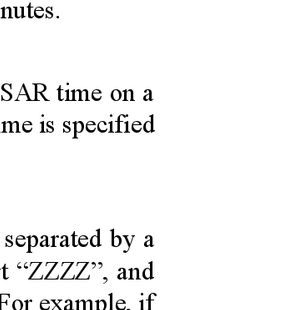 nutes.
SAR time on a
me is specified
separated by a
t “ZZZZ”, and
For example, if